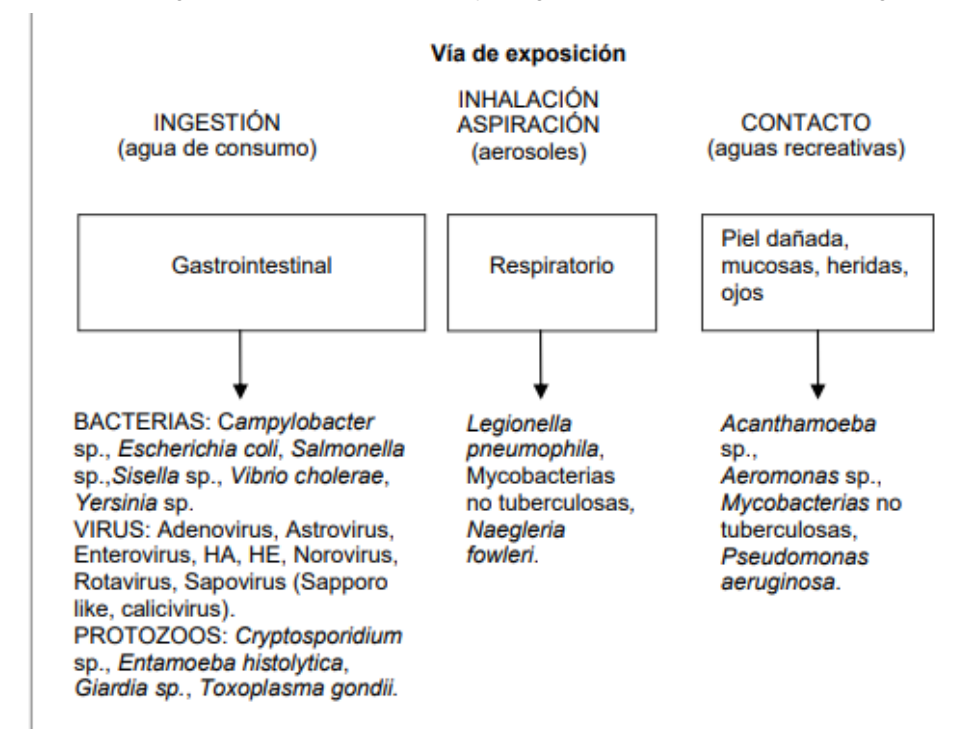 Vía de exposición
INGESTIÓN
(agua de consumo)
INHALACIÓN
ASPIRACIÓN
(aerosoles)
CONTACTO
(aguas recreativas)
Gastrointestinal
Respiratorio
Piel dañada,
mucosas, heridas,
ojos
BACTERIAS: Campylobacter
sp., Escherichia coli, Salmonella
sp.,Sisella sp., Vibrio cholerae,
Yersinia sp.
VIRUS: Adenovirus, Astrovirus,
Enterovirus, HA, HE, Norovirus,
Rotavirus, Sapovirus (Sapporo
like, calicivirus).
PROTOZOOS: Cryptosporidium
sp., Entamoeba histolytica,
Giardia sp., Toxoplasma gondii.
Legionella
pneumophila,
Mycobacterias
no tuberculosas,
Naegleria
fowleri.
Acanthamoeba
sp.,
Aeromonas sp.,
Mycobacterias no
tuberculosas,
Pseudomonas
aeruginosa.